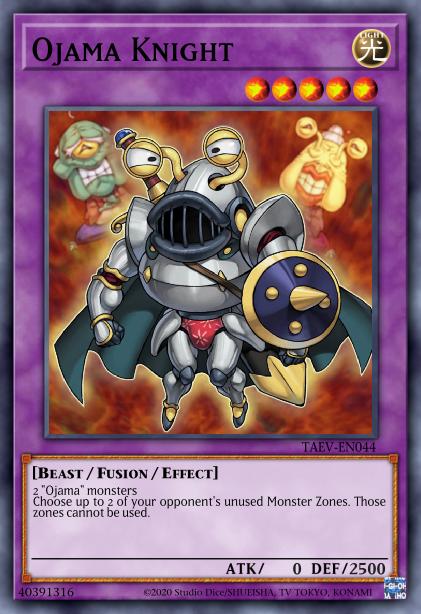 OJAMA KNIGHT
LIGHT
光
TAEV-EN044
[BEAST / FUSION / EFFECT]
2 "Ojama" monsters
Choose up to 2 of your opponent's unused Monster Zones. Those
zones cannot be used.
ATK/ 0 DEF/2500
40391316 ©2020 Studio Dice/SHUEISHA, TV TOKYO, KONAMI